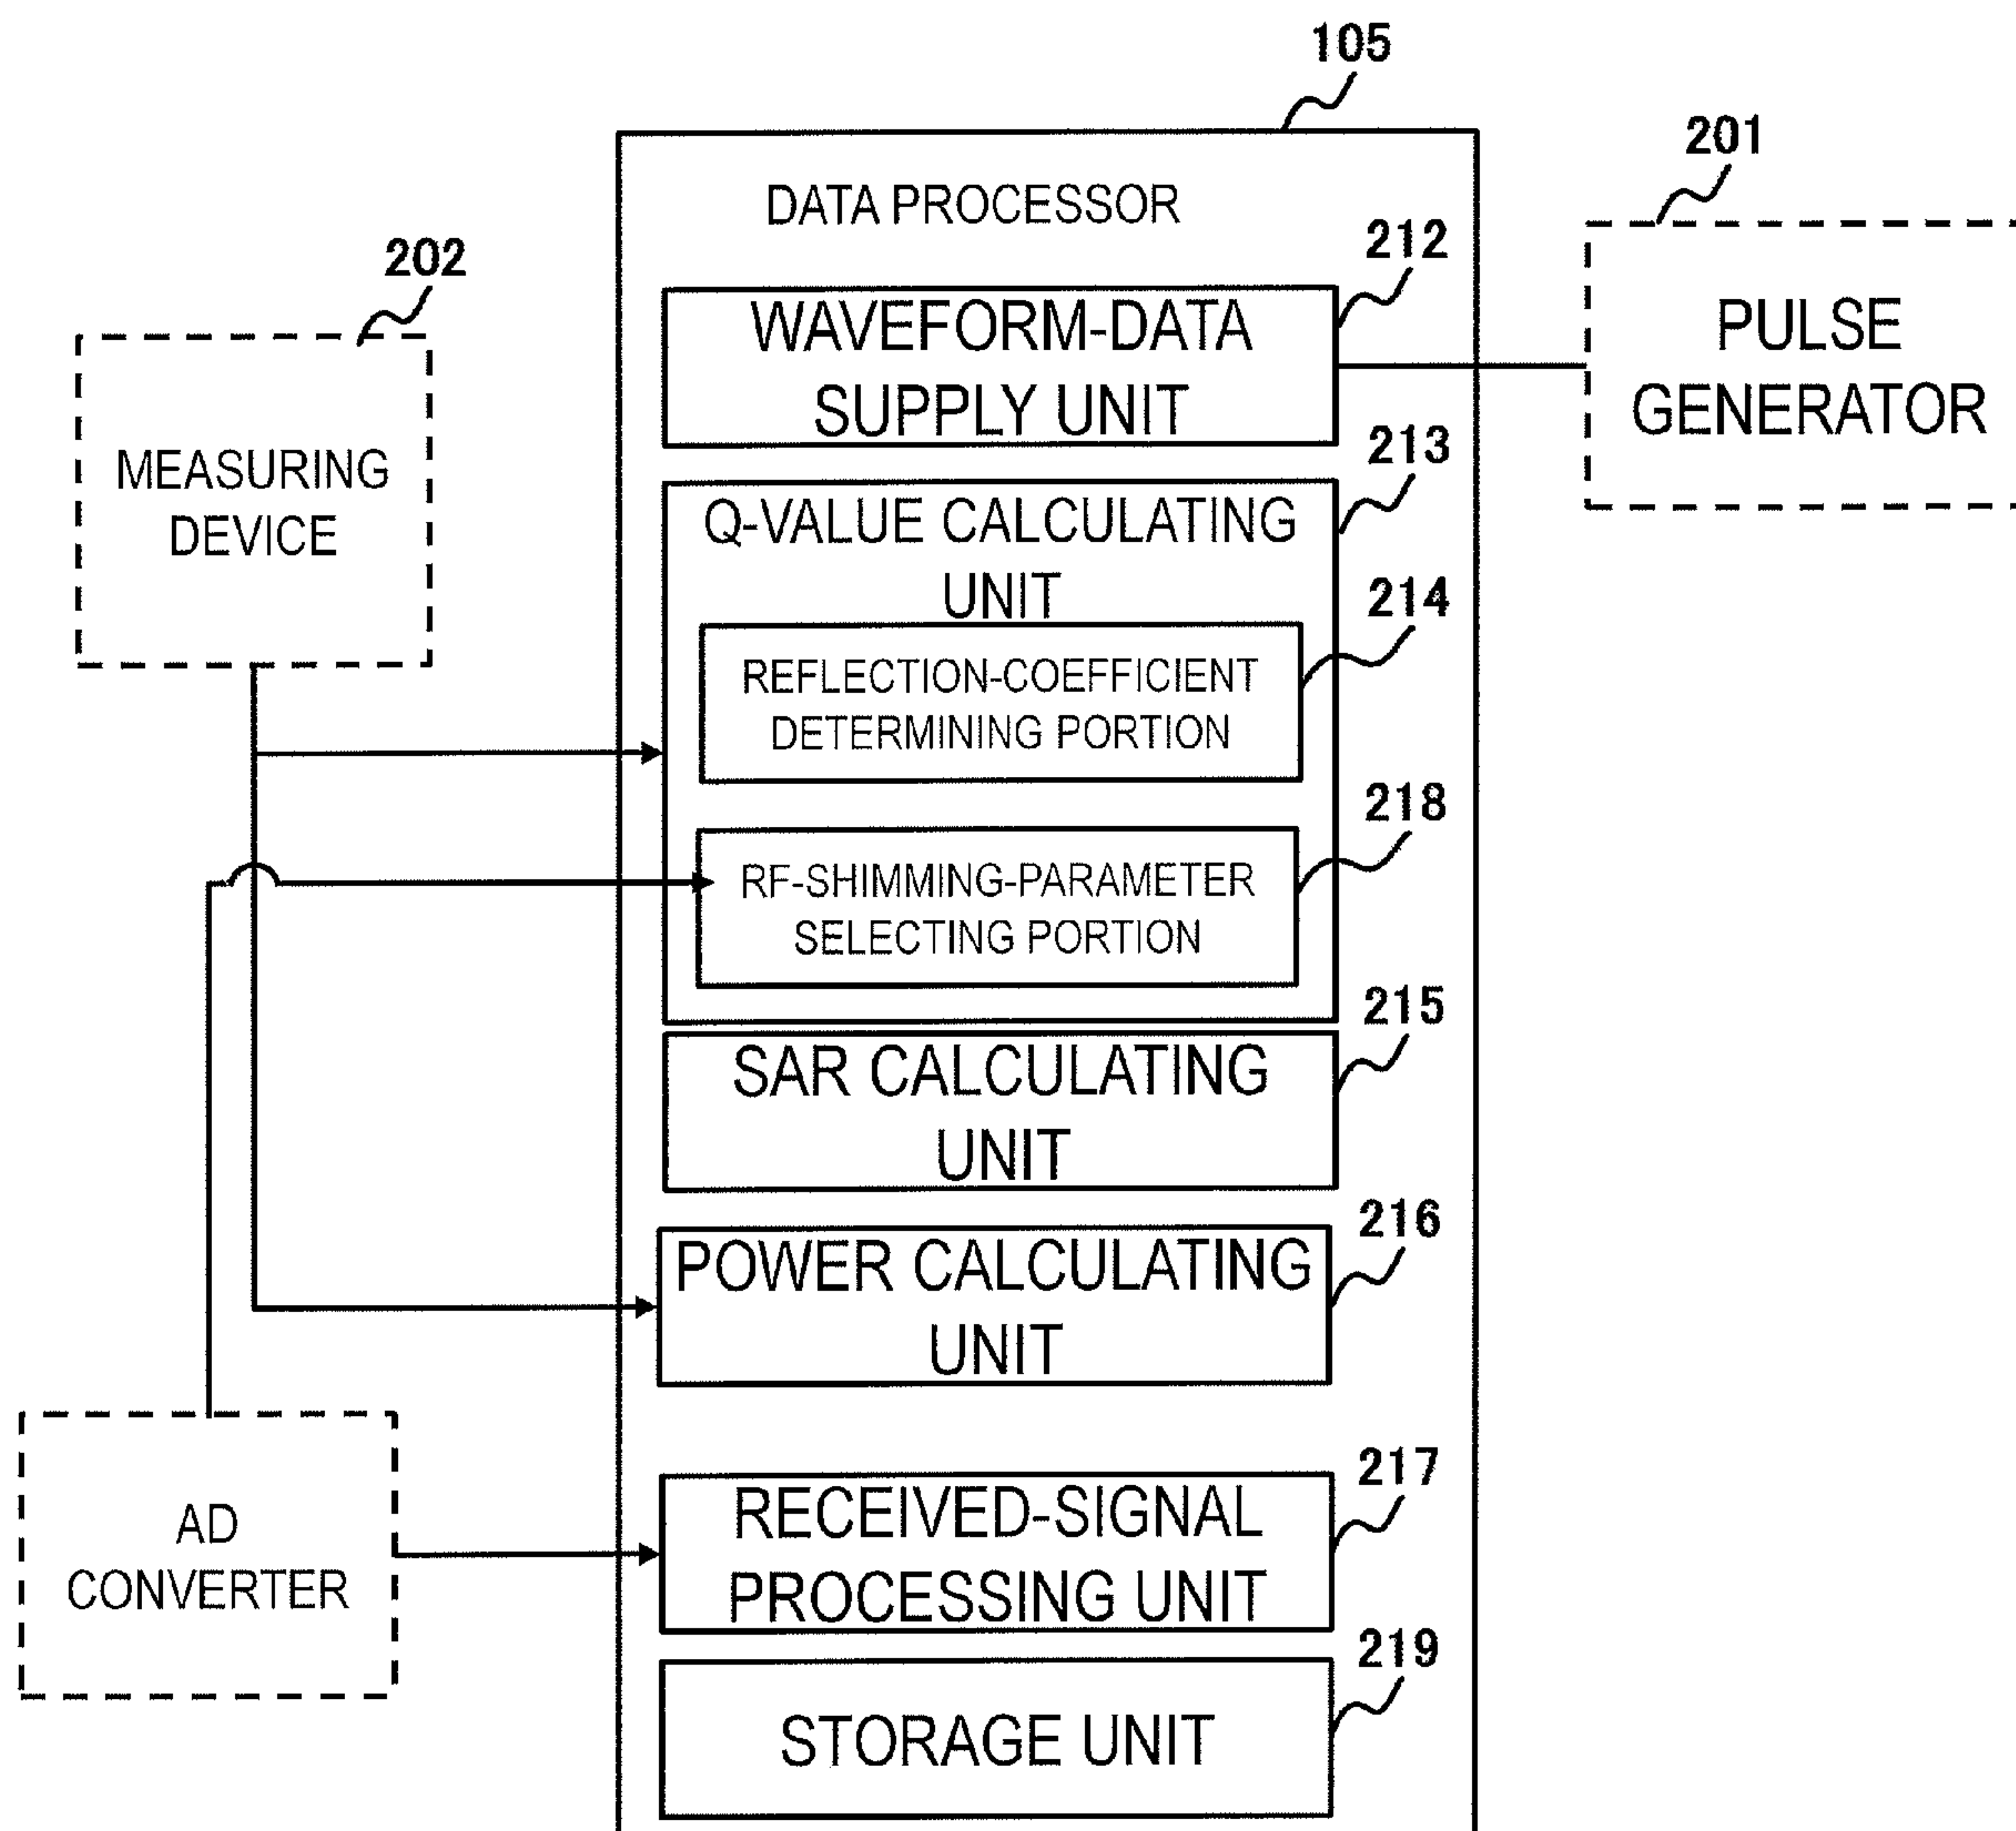 105
201
DATA PROCESSOR
202
212
WAVEFORM-DATA
SUPPLY UNIT
PULSE
GENERATOR
MEASURING
DEVICE
213
Q-VALUE CALCULATING
UNIT
214
REFLECTION-COEFFICIENT
DETERMINING PORTION
218
RF-SHIMMING-PARAMETER
SELECTING PORTION
215
SAR CALCULATING
UNIT
216
POWER CALCULATING
UNIT
AD
CONVERTER
217
RECEIVED-SIGNAL
PROCESSING UNIT
219
STORAGE UNIT